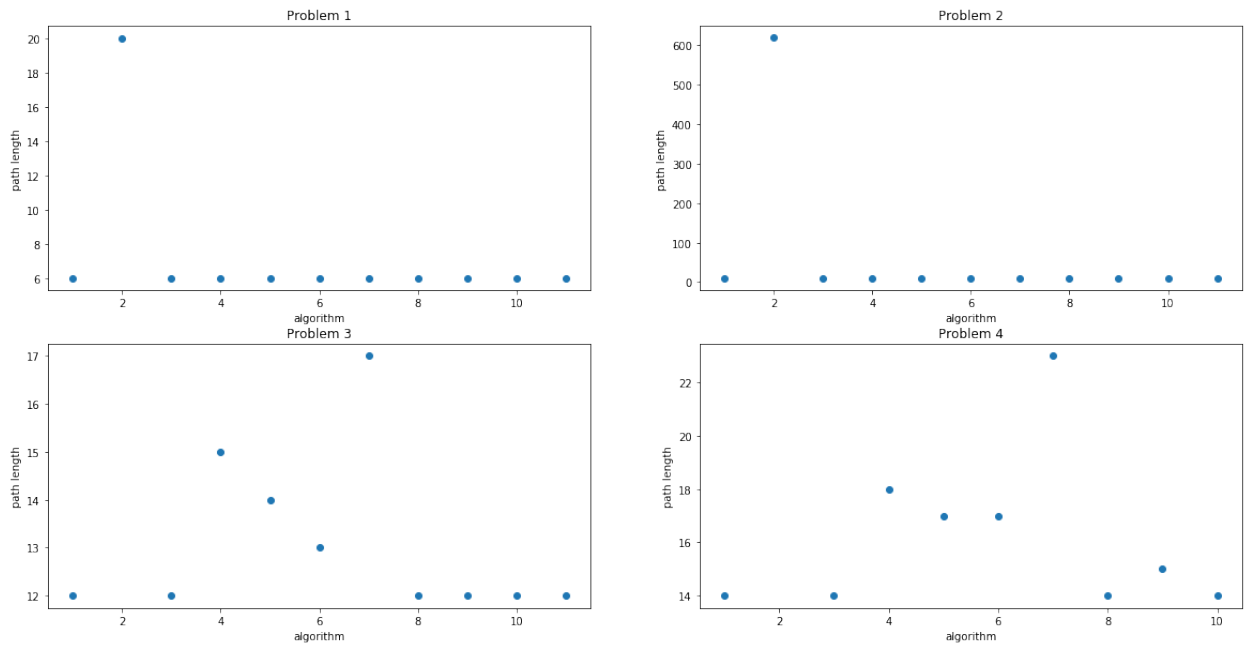 Problem 1
20
18
16
14
12
10
8
6
path length
2 4 6 8 10
algorithm
Problem 2
600
500
400
300
200
100
0
path length
2 4 6 8 10
algorithm
Problem 3
17
16
15
14
13
12
path length
2 4 6 8 10
algorithm
Problem 4
22
20
18
16
14
path length
2 4 6 8 10
algorithm